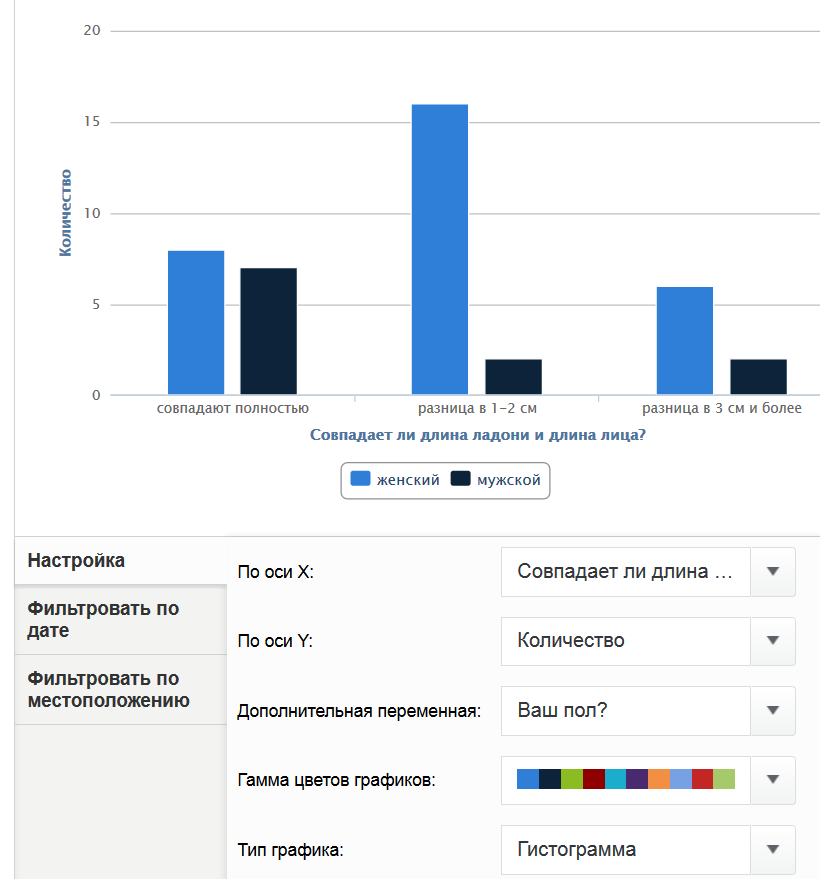 20
15
10
5
0
Количество
совпадают полностью
разница в 1-2 см
разница в 3 см и более
Совпадает ли длина ладони и длина лица?
женский
мужской
Настройка
Фильтровать по
дате
Фильтровать по
местоположению
По оси X:
Совпадает ли длина ...
По оси Y:
Количество
Дополнительная переменная:
Ваш пол?
Гамма цветов графиков:
Тип графика:
Гистограмма